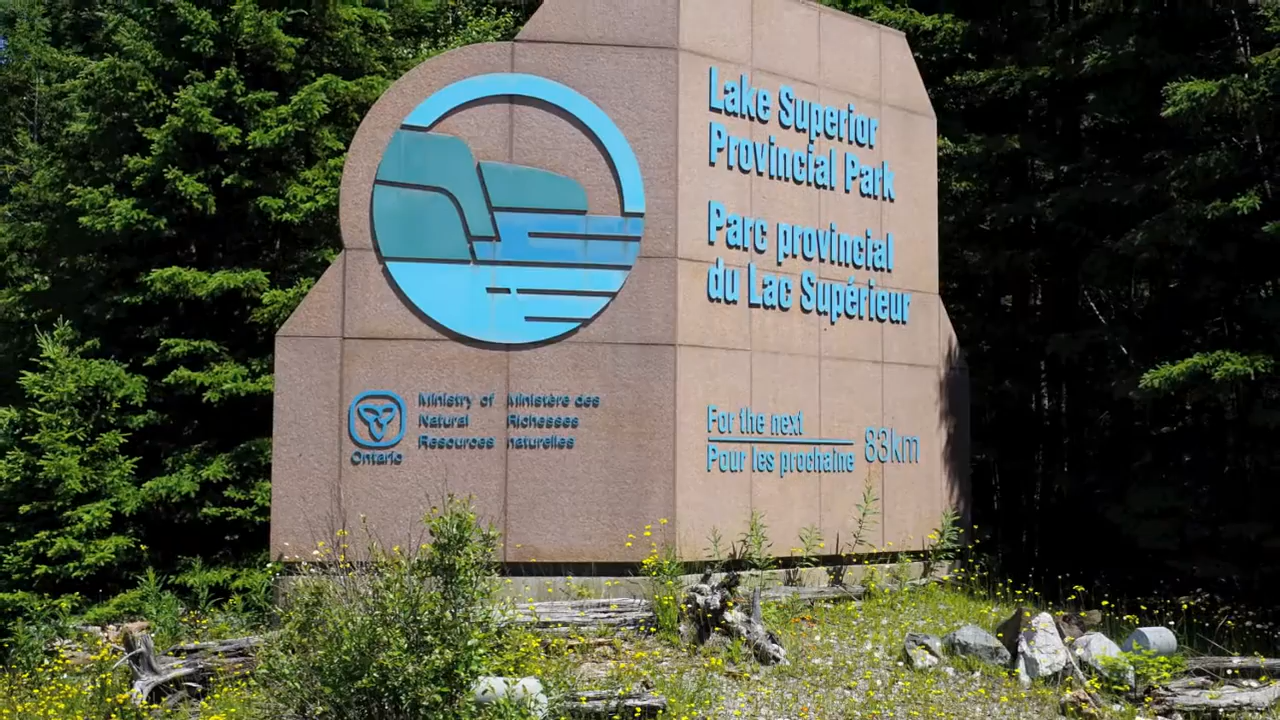 Lake Superior
Provincial Park
Parc provincial
du Lac Supérieur
Ministry of
Natural
Resources
Ministère des
Richesses
naturelles
Ontario
For the next
Pour les prochaine
83km